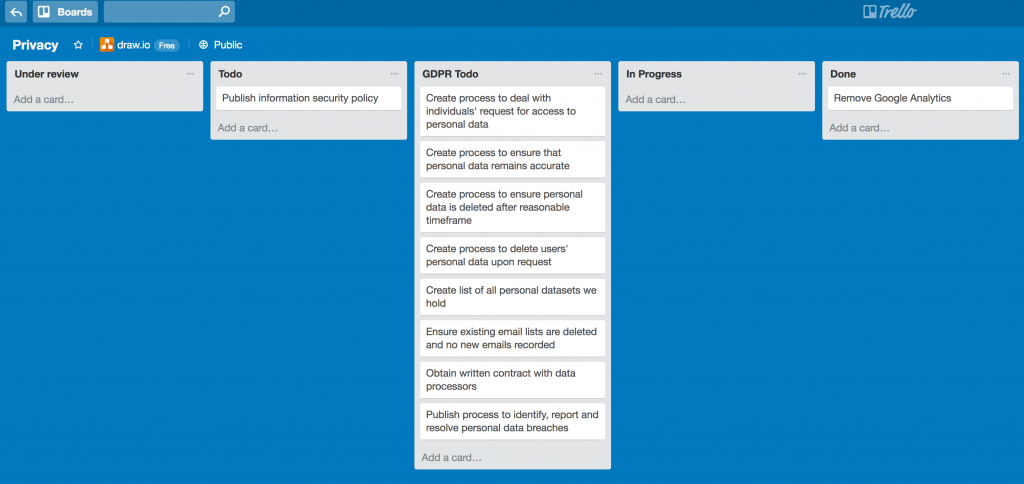 Boards
Trello
Privacy
draw.io Free
Public
Under review
Add a card…
Todo
Publish information security policy
Add a card…
GDPR Todo
Create process to deal with
individuals' request for access to
personal data
Create process to ensure that
personal data remains accurate
Create process to ensure personal
data is deleted after reasonable
timeframe
Create process to delete users'
personal data upon request
Create list of all personal datasets we
hold
Ensure existing email lists are deleted
and no new emails recorded
Obtain written contract with data
processors
Publish process to identify, report and
resolve personal data breaches
Add a card…
In Progress
Add a card…
Done
Remove Google Analytics
Add a card…